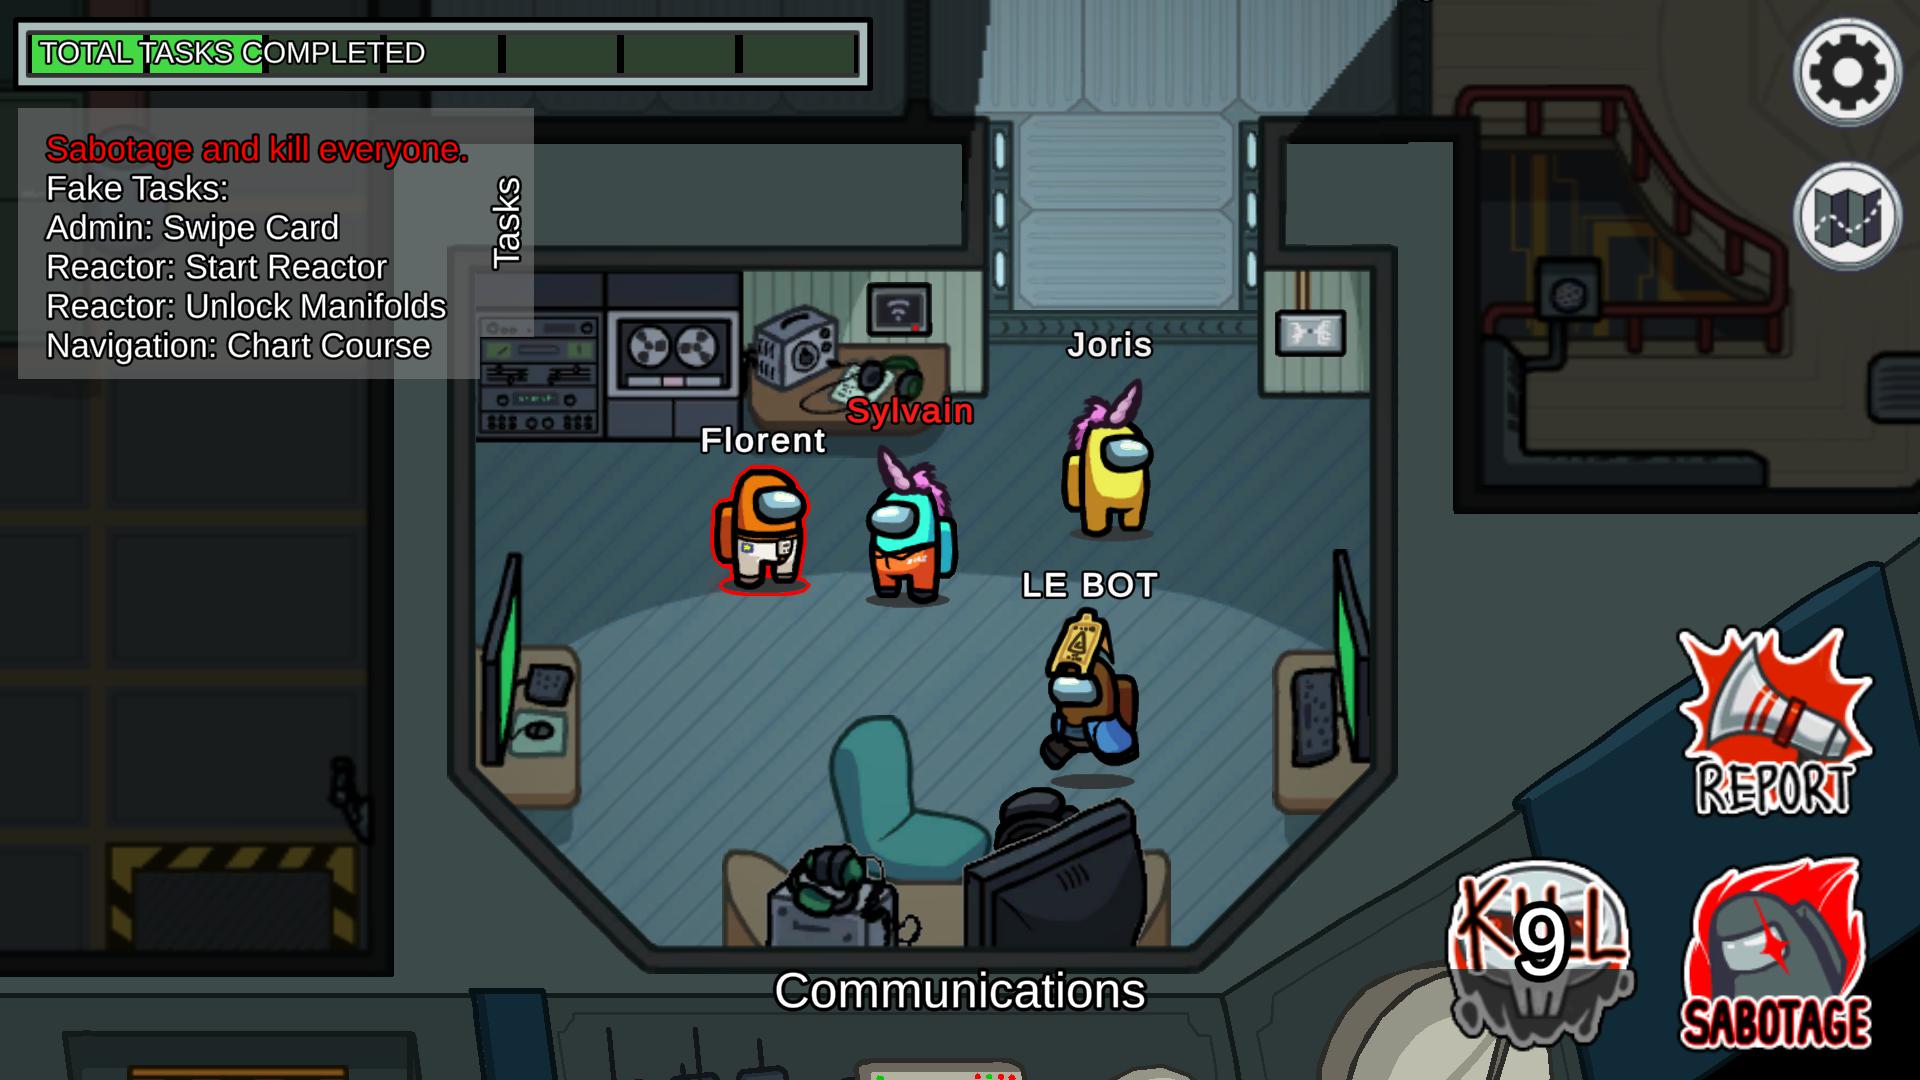 TOTAL TASKS COMPLETED
Sabotage and kill everyone.
Fake Tasks:
Admin: Swipe Card
Reactor: Start Reactor
Reactor: Unlock Manifolds
Navigation: Chart Course
Tasks
Joris
Sylvain
Florent
LE BOT
REPORT
KILL
9
SABOTAGE
Communications